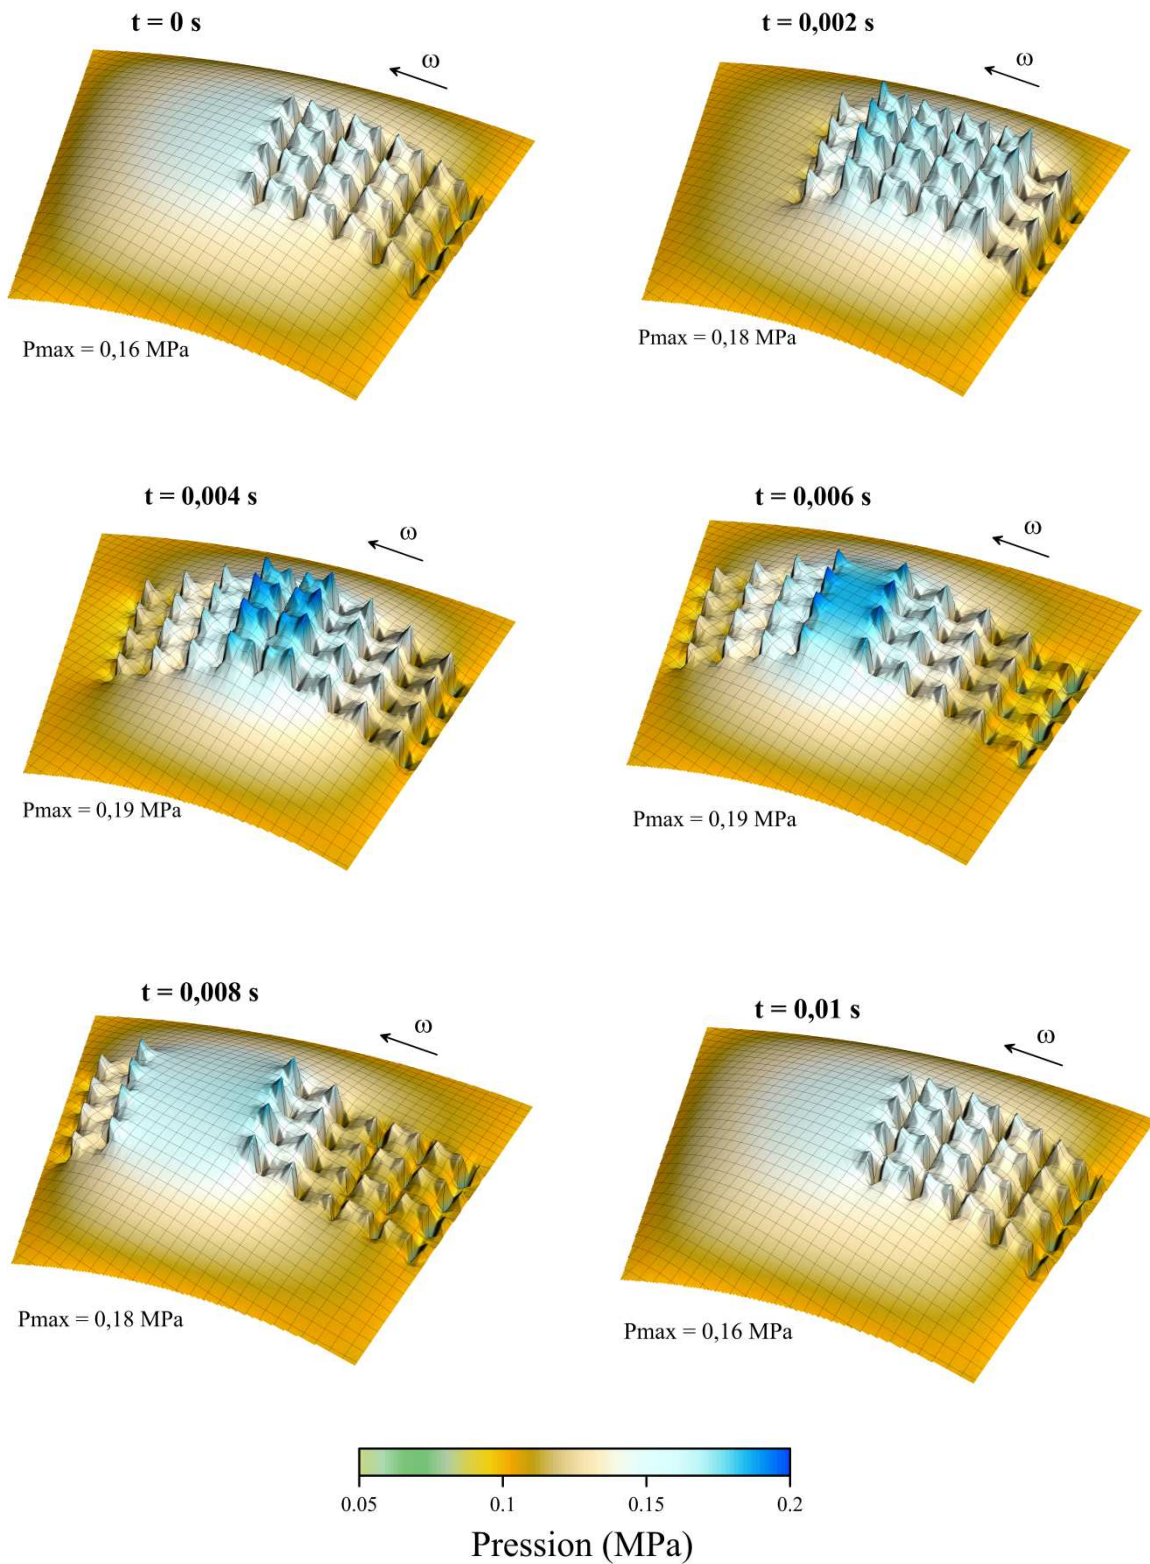 t = 0 s
t = 0,002 s
ω
ω
Pmax = 0,16 MPa
Pmax = 0,18 MPa
t = 0,004 s
t = 0,006 s
ω
ω
Pmax = 0,19 MPa
Pmax = 0,19 MPa
t = 0,008 s
t = 0,01 s
ω
ω
Pmax = 0,18 MPa
Pmax = 0,16 MPa
0.05 0.1 0.15 0.2
Pression (MPa)